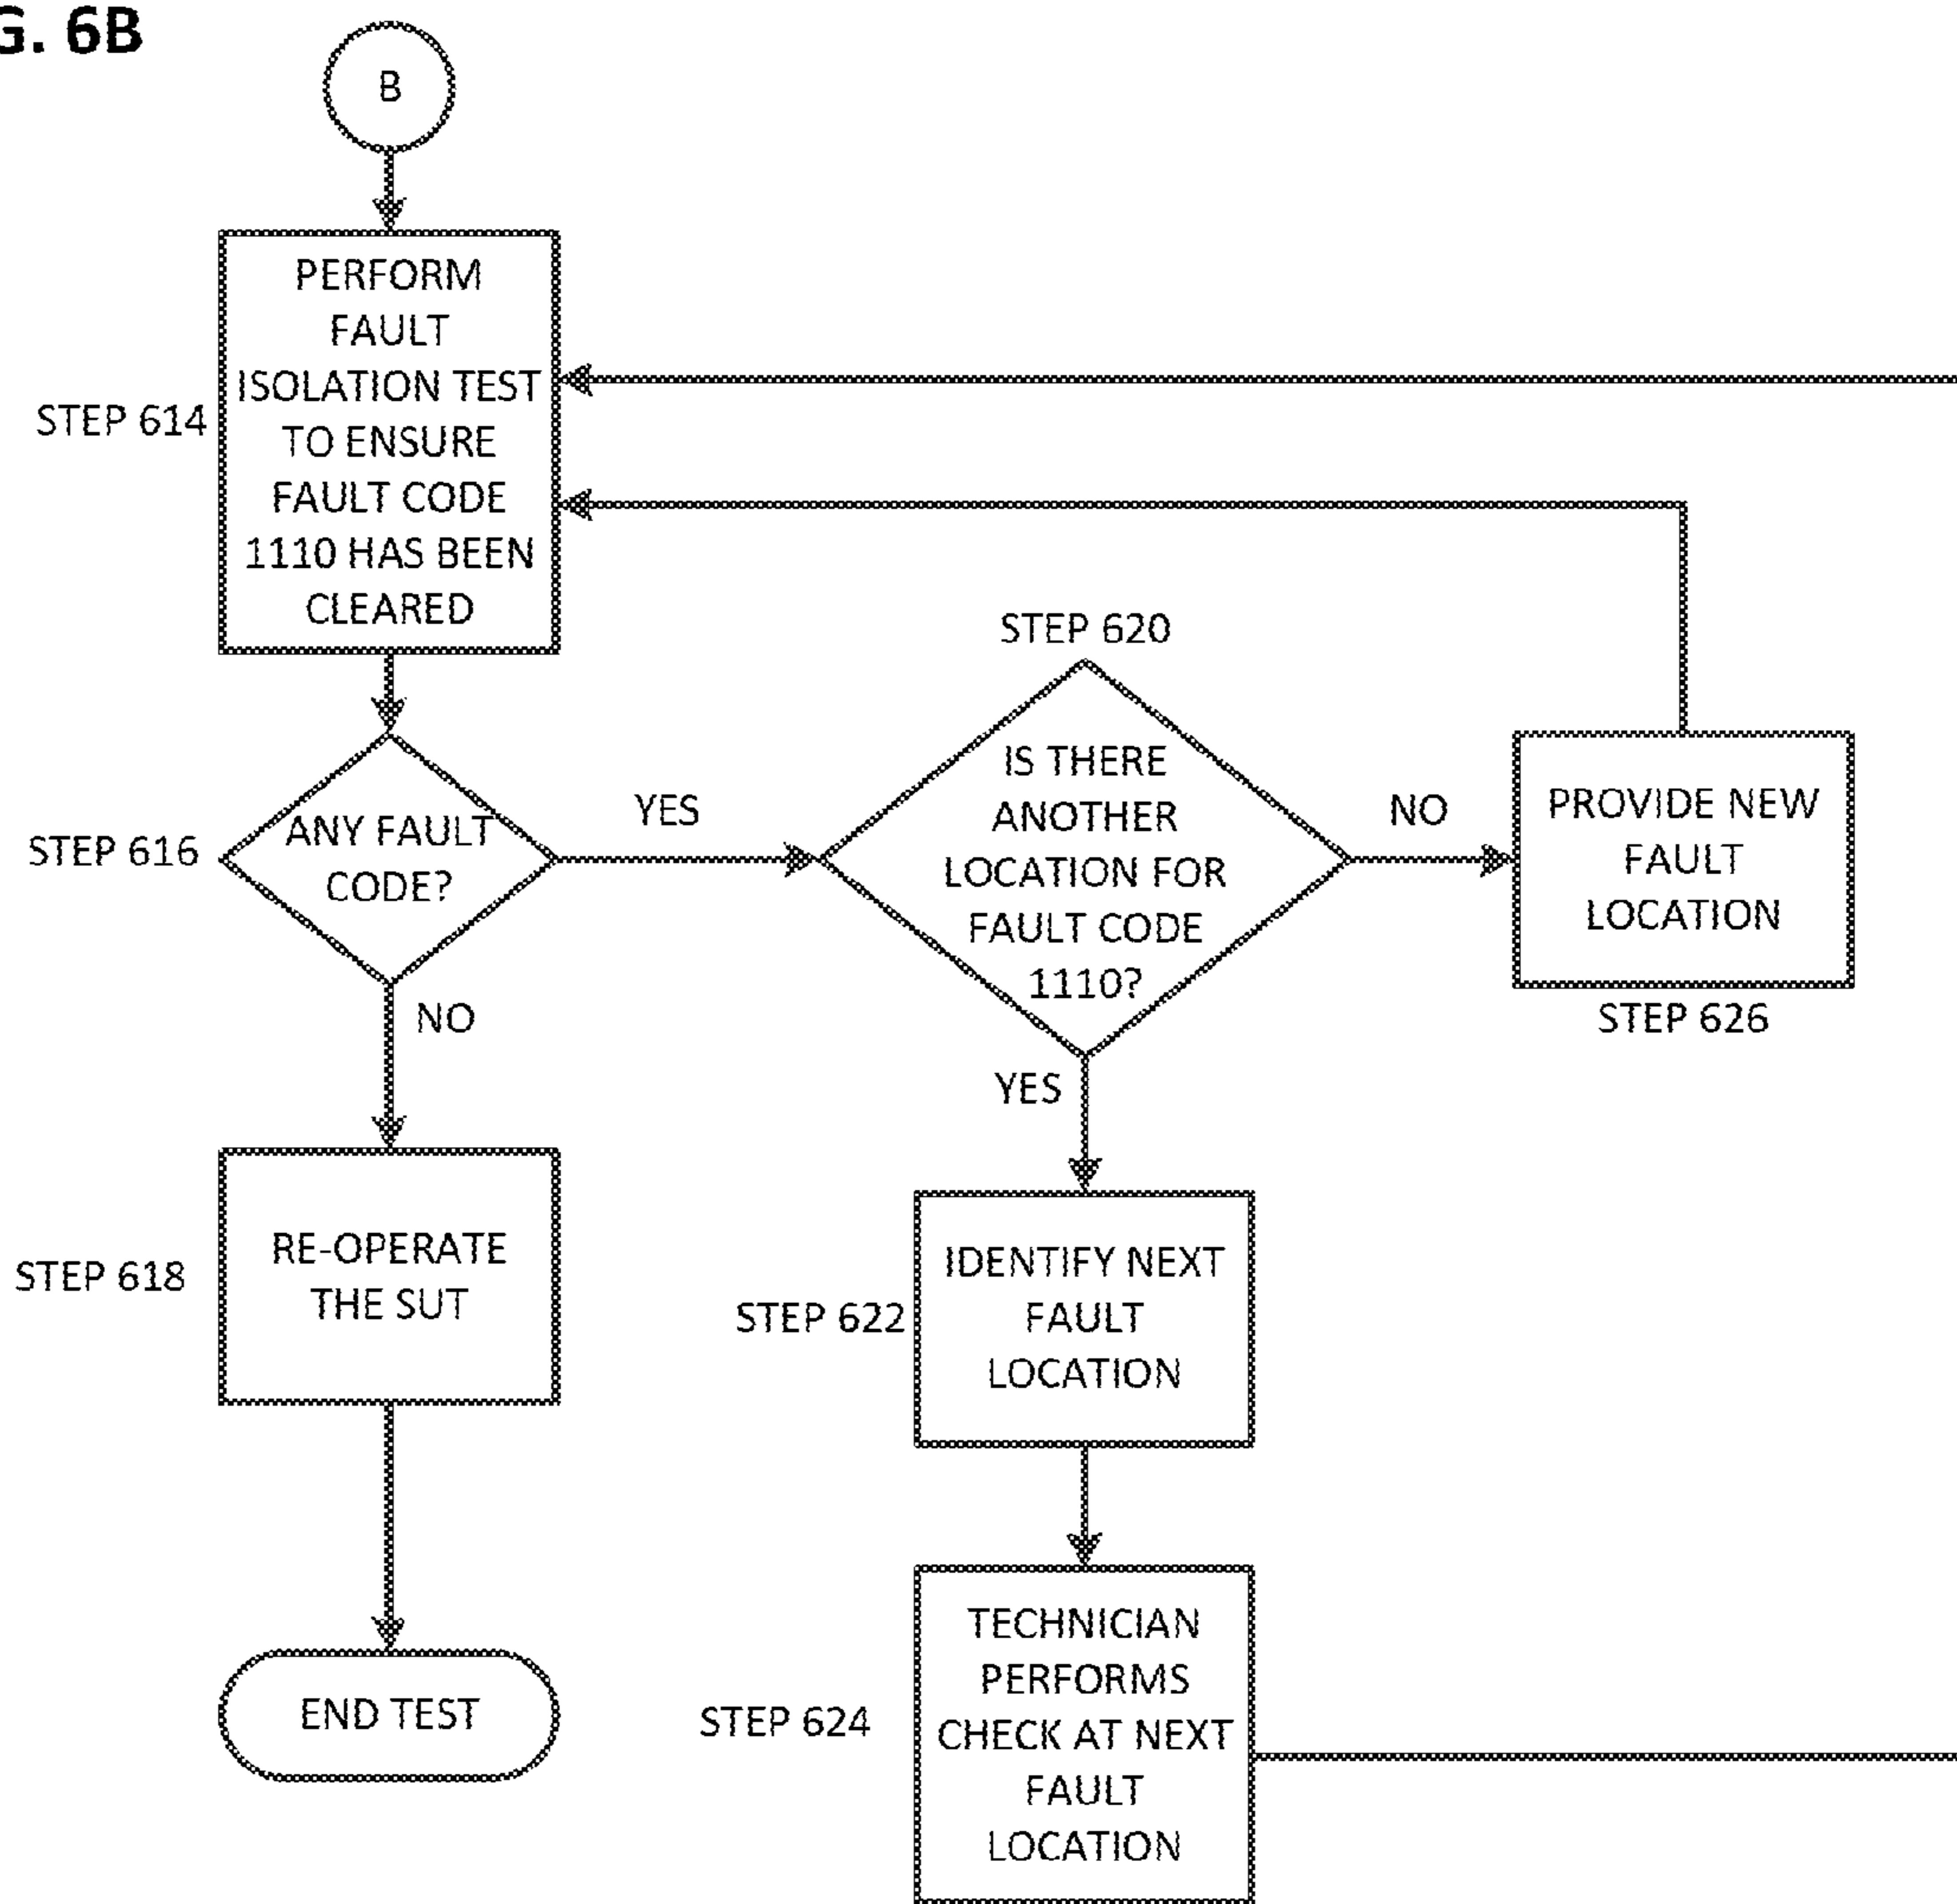 G. 6B
B
PERFORM
FAULT
ISOLATION TEST
TO ENSURE
FAULT CODE
1110 HAS BEEN
CLEARED
STEP 614
ANY FAULT
CODE?
STEP 616
YES
NO
STEP 620
IS THERE
ANOTHER
LOCATION FOR
FAULT CODE
1110?
NO
YES
PROVIDE NEW
FAULT
LOCATION
STEP 626
RE-OPERATE
THE SUT
STEP 618
IDENTIFY NEXT
FAULT
LOCATION
STEP 622
END TEST
TECHNICIAN
PERFORMS
CHECK AT NEXT
FAULT
LOCATION
STEP 624